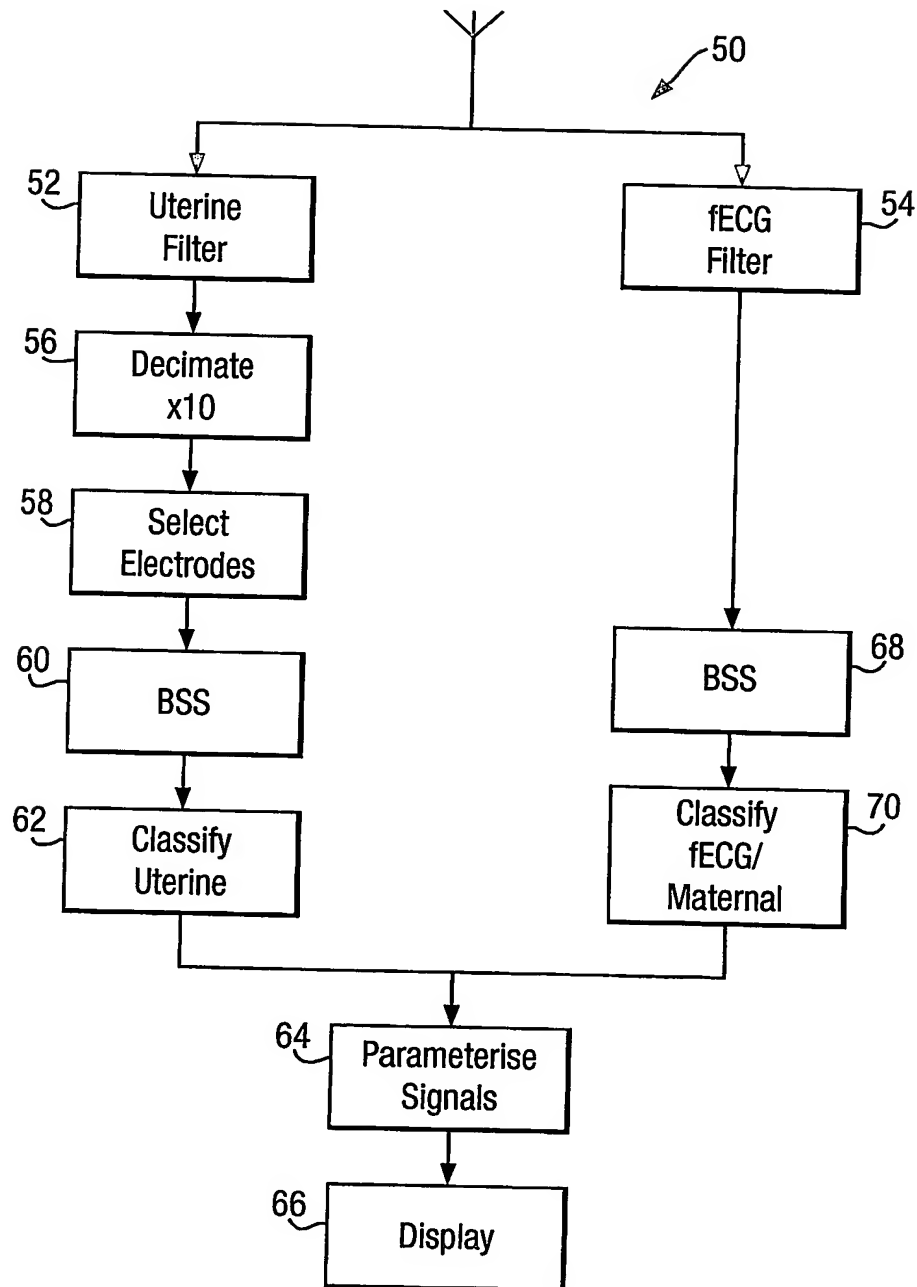 50
52
Uterine
Filter
54
fECG
Filter
56
Decimate
x10
58
Select
Electrodes
60
BSS
68
BSS
62
Classify
Uterine
70
Classify
fECG/
Maternal
64
Parameterise
Signals
66
Display